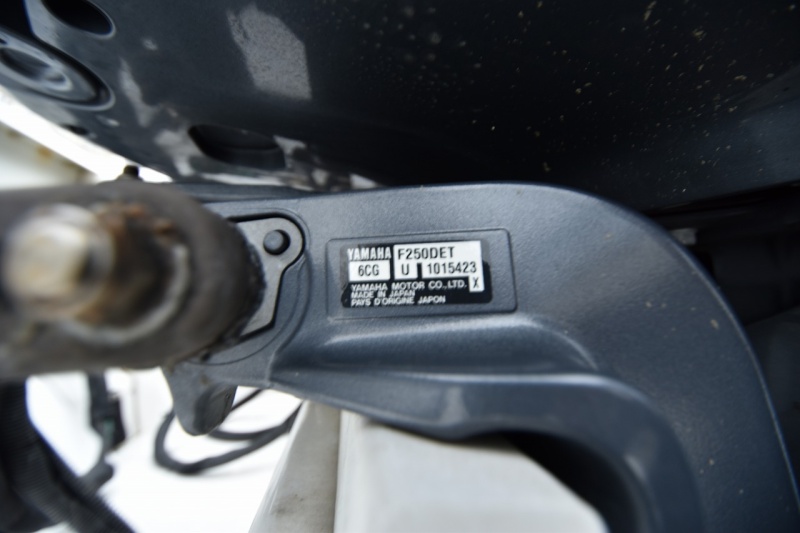 YAMAHA F250DET
6CG U 1015423
YAMAHA MOTOR CO., LTD. X
MADE IN JAPAN
PAYS D'ORIGINE JAPON